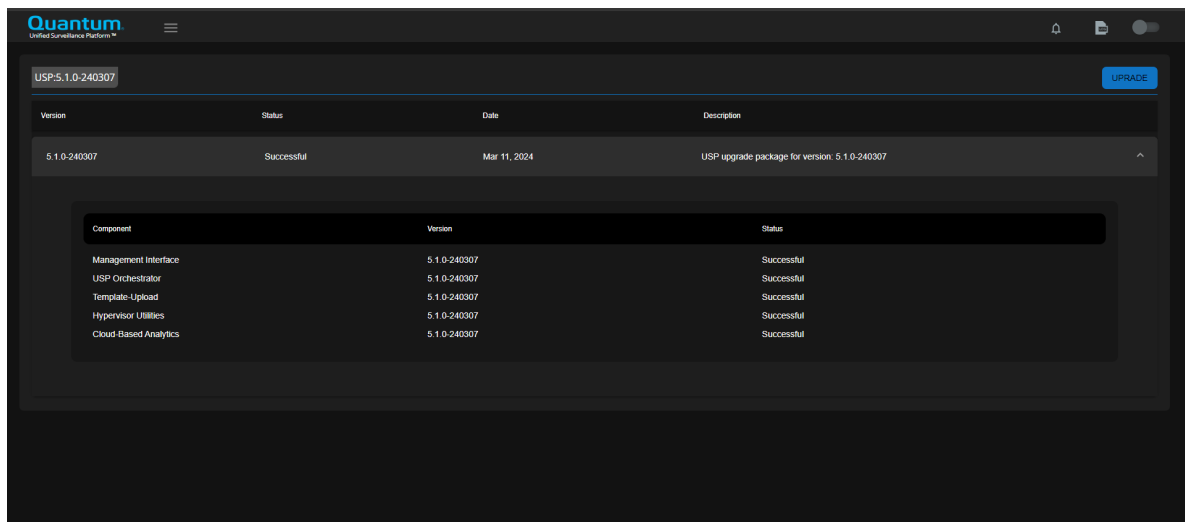 Quantum.
Unified Surveillance Platform ™
USP:5.1.0-240307
UPRADE
Version Status Date Description
5.1.0-240307 Successful Mar 11, 2024 USP upgrade package for version: 5.1.0-240307
Component Version Status
Management Interface 5.1.0-240307 Successful
USP Orchestrator 5.1.0-240307 Successful
Template-Upload 5.1.0-240307 Successful
Hypervisor Utilities 5.1.0-240307 Successful
Cloud-Based Analytics 5.1.0-240307 Successful